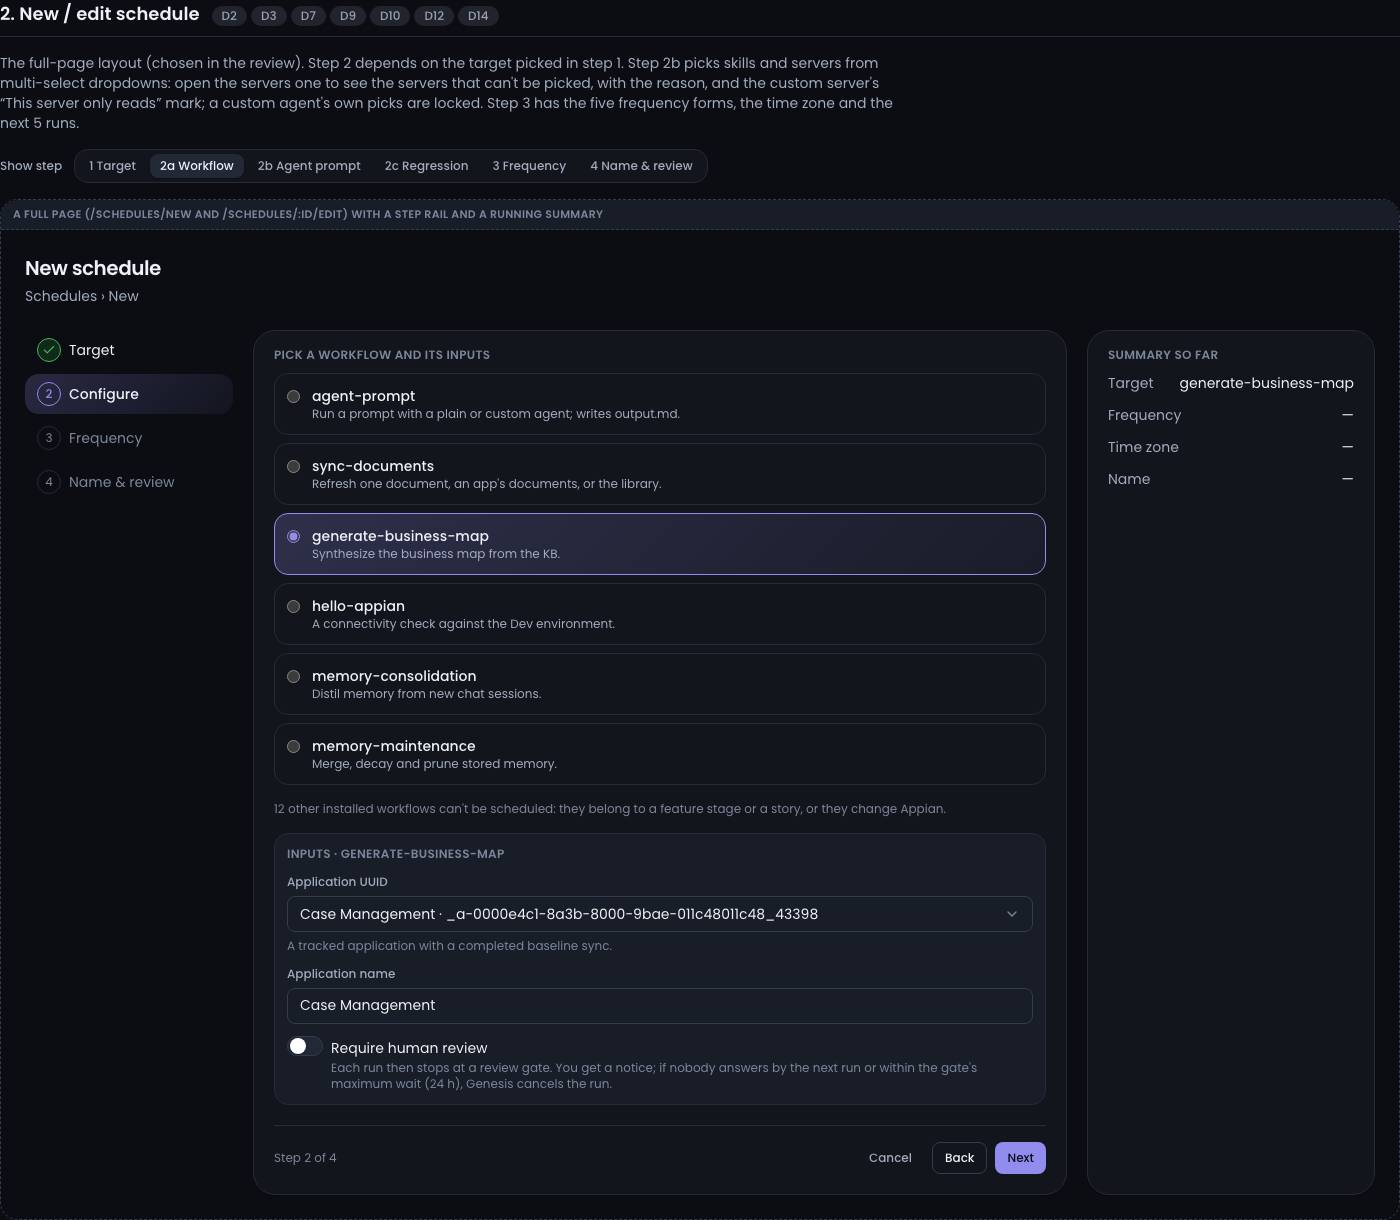 2. New / edit schedule D2 D3 D7 D9 D10 D12 D14
The full-page layout (chosen in the review). Step 2 depends on the target picked in step 1. Step 2b picks skills and servers from
multi-select dropdowns: open the servers one to see the servers that can't be picked, with the reason, and the custom server's
“This server only reads” mark; a custom agent's own picks are locked. Step 3 has the five frequency forms, the time zone and the
next 5 runs.
Show step 1 Target 2a Workflow 2b Agent prompt 2c Regression 3 Frequency 4 Name & review
A FULL PAGE (/SCHEDULES/NEW AND /SCHEDULES/:ID/EDIT) WITH A STEP RAIL AND A RUNNING SUMMARY
New schedule
Schedules › New
Target
2 Configure
3 Frequency
4 Name & review
PICK A WORKFLOW AND ITS INPUTS
agent-prompt
Run a prompt with a plain or custom agent; writes output.md.
sync-documents
Refresh one document, an app's documents, or the library.
generate-business-map
Synthesize the business map from the KB.
hello-appian
A connectivity check against the Dev environment.
memory-consolidation
Distil memory from new chat sessions.
memory-maintenance
Merge, decay and prune stored memory.
12 other installed workflows can't be scheduled: they belong to a feature stage or a story, or they change Appian.
INPUTS · GENERATE-BUSINESS-MAP
Application UUID
Case Management · _a-0000e4c1-8a3b-8000-9bae-011c48011c48_43398
A tracked application with a completed baseline sync.
Application name
Case Management
Require human review
Each run then stops at a review gate. You get a notice; if nobody answers by the next run or within the gate's
maximum wait (24 h), Genesis cancels the run.
Step 2 of 4 Cancel Back Next
SUMMARY SO FAR
Target generate-business-map
Frequency —
Time zone —
Name —